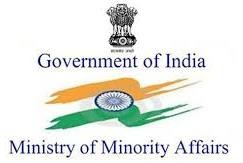 Government of India
Ministry of Minority Affairs